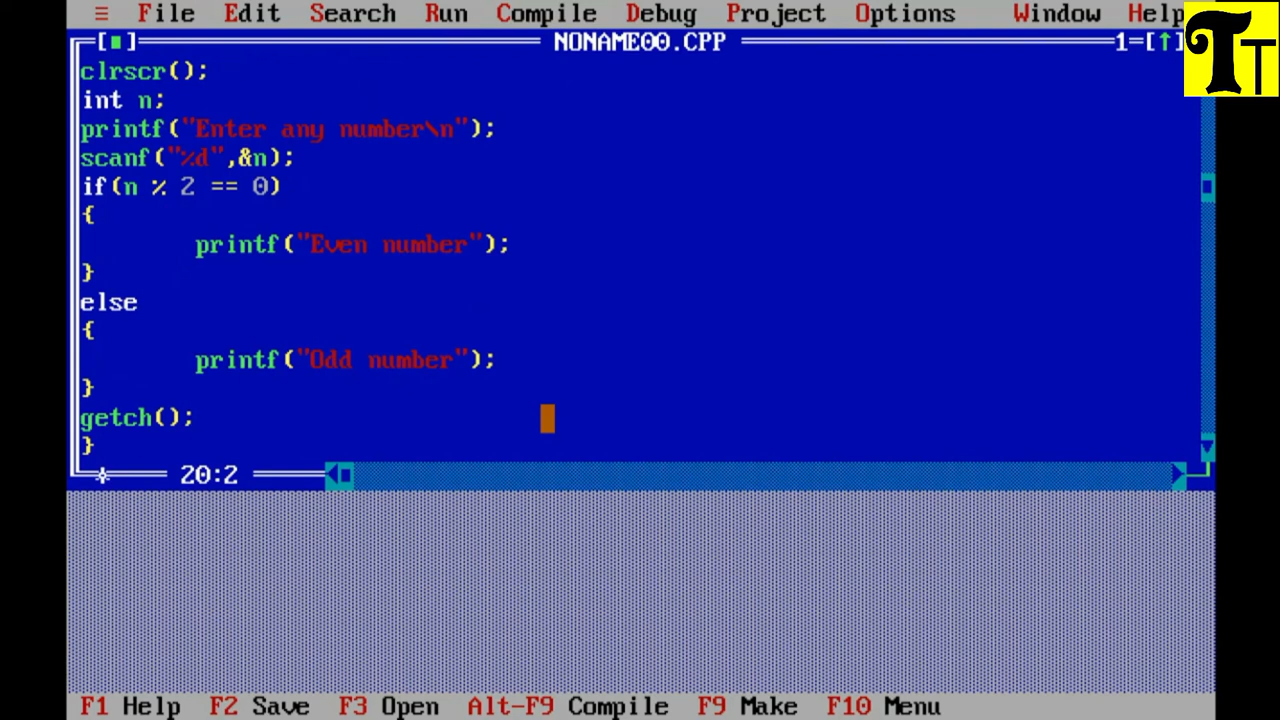 ≡ File Edit Search Run Compile Debug Project Options Window Help
[■] NONAME00.CPP 1=[↑]
clrscr();
int n;
printf("Enter any number\n");
scanf("%d",&n);
if(n % 2 == 0)
{
printf("Even number");
}
else
{
printf("Odd number");
}
getch();
}
20:2
F1 Help F2 Save F3 Open Alt-F9 Compile F9 Make F10 Menu
TT